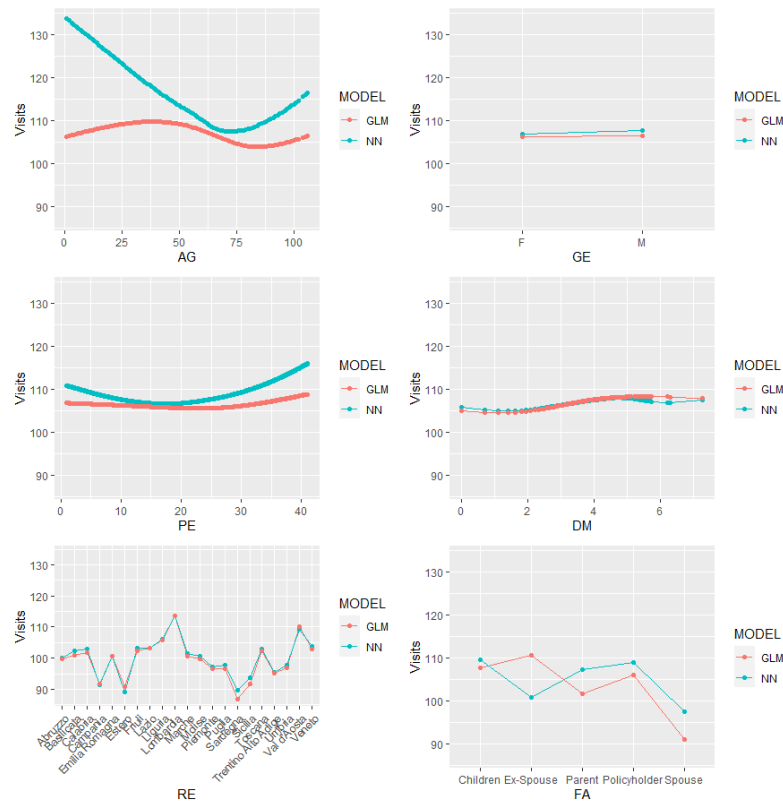 130
120
110
100
90
Visits
0
25
50
75
100
AG
MODEL
GLM
NN
130
120
110
100
90
Visits
F
M
GE
MODEL
GLM
NN
130
120
110
100
90
Visits
0
10
20
30
40
PE
MODEL
GLM
NN
130
120
110
100
90
Visits
0
2
4
6
DM
MODEL
GLM
NN
130
120
110
100
90
Visits
Abruzzo
Basilicata
Calabria
Campania
Emilia Romagna
Estero
Friuli
Lazio
Liguria
Lombardia
Marche
Molise
Piemonte
Puglia
Sardegna
Sicilia
Toscana
Trentino Alto Adige
Umbria
Val d'Aosta
Veneto
RE
MODEL
GLM
NN
130
120
110
100
90
Visits
Children
Ex-Spouse
Parent
Policyholder
Spouse
FA
MODEL
GLM
NN